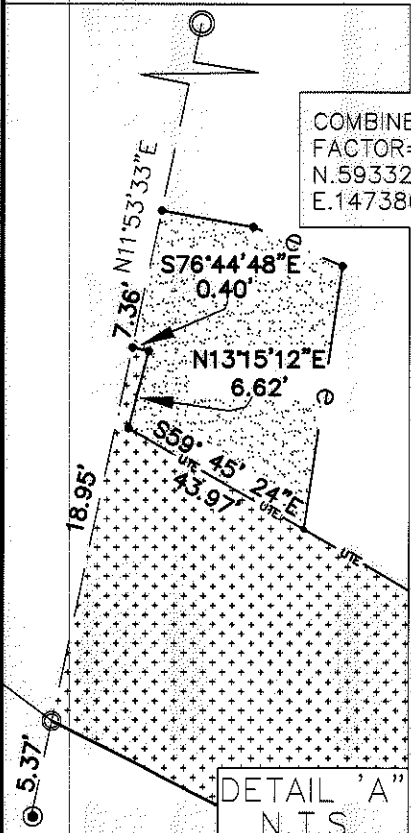 COMBINE
FACTOR=
N.59332
E.14738
N11°53'33"E
7.36'
S76°44'48"E
0.40'
N13°15'12"E
6.62'
e
e
S59° 45' 24"E
43.97'
UTE
UTE
UTE
18.95'
5.37'
DETAIL 'A"
N.T.S.